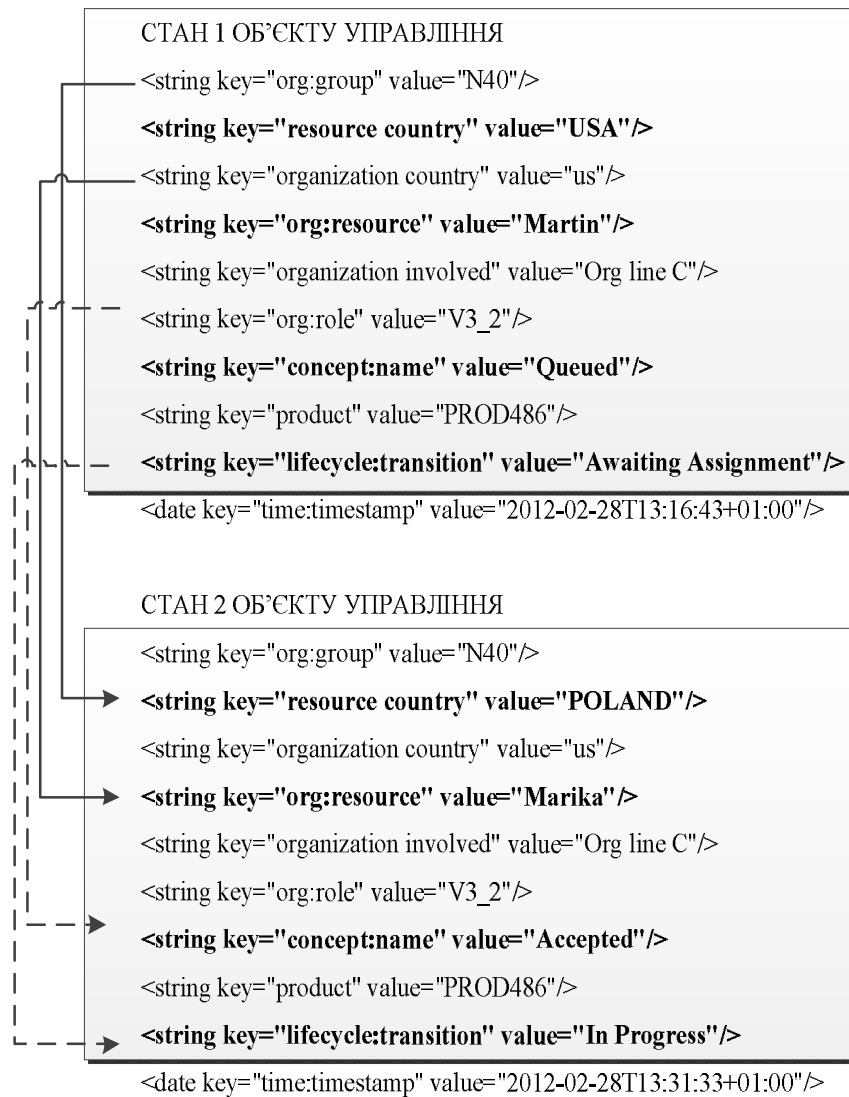 СТАН 1 ОБ’ЄКТУ УПРАВЛІННЯ
<string key="org:group" value="N40"/>
<string key="resource country" value="USA"/>
<string key="organization country" value="us"/>
<string key="org:resource" value="Martin"/>
<string key="organization involved" value="Org line C"/>
<string key="org:role" value="V3_2"/>
<string key="concept:name" value="Queued"/>
<string key="product" value="PROD486"/>
<string key="lifecycle:transition" value="Awaiting Assignment"/>
<date key="time:timestamp" value="2012-02-28T13:16:43+01:00"/>
СТАН 2 ОБ’ЄКТУ УПРАВЛІННЯ
<string key="org:group" value="N40"/>
<string key="resource country" value="POLAND"/>
<string key="organization country" value="us"/>
<string key="org:resource" value="Marika"/>
<string key="organization involved" value="Org line C"/>
<string key="org:role" value="V3_2"/>
<string key="concept:name" value="Accepted"/>
<string key="product" value="PROD486"/>
<string key="lifecycle:transition" value="In Progress"/>
<date key="time:timestamp" value="2012-02-28T13:31:33+01:00"/>